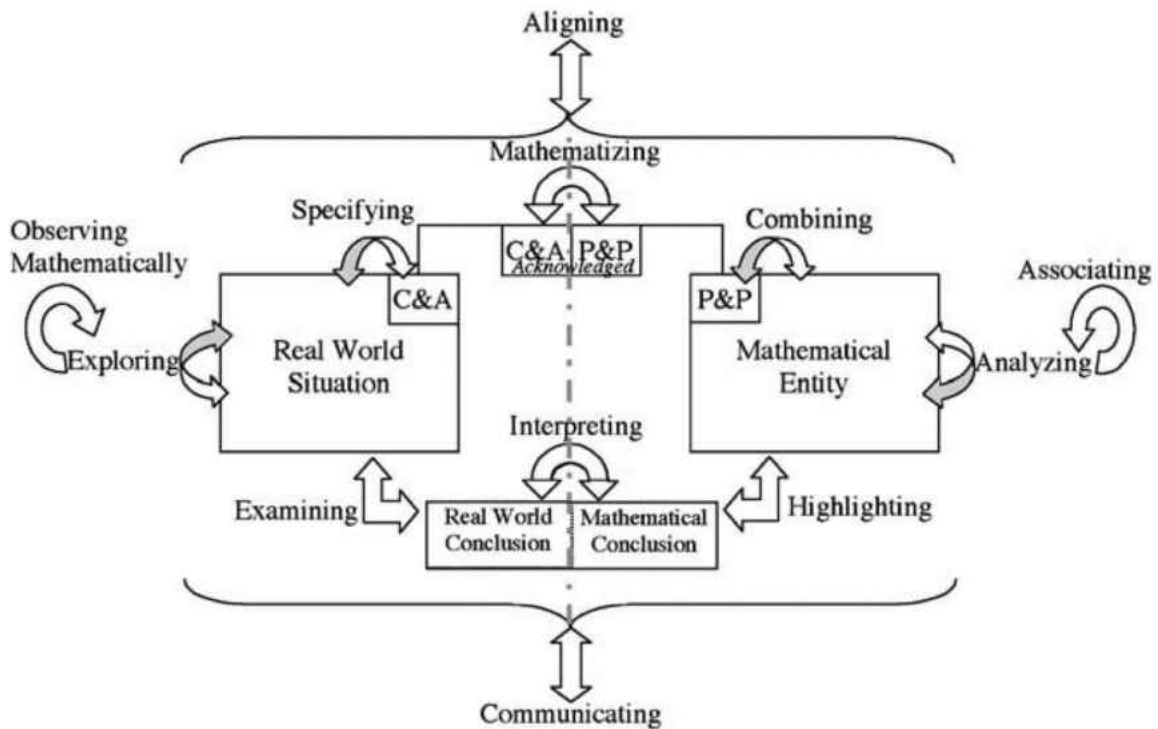 Aligning
Mathematizing
Specifying
Combining
Observing
Mathematically
C&A P&P
Acknowledged
Associating
C&A
P&P
Exploring
Real World
Situation
Mathematical
Entity
Analyzing
Interpreting
Examining
Highlighting
Real World
Conclusion
Mathematical
Conclusion
Communicating